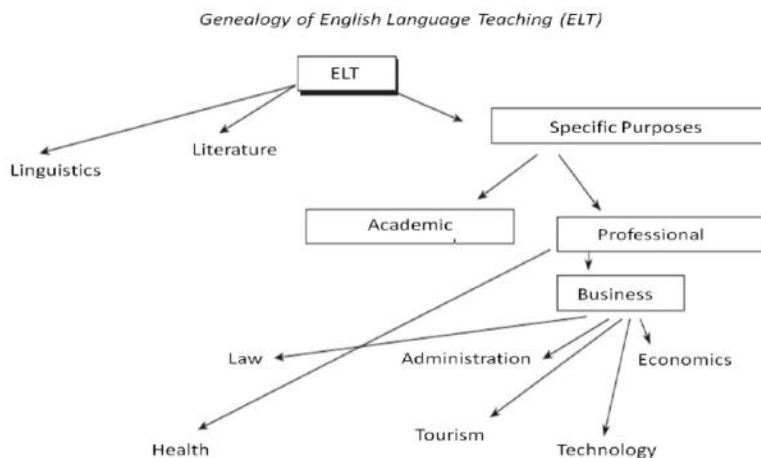 Genealogy of English Language Teaching (ELT)
ELT
Specific Purposes
Literature
Linguistics
Academic
Professional
Business
Law
Administration
Economics
Tourism
Health
Technology